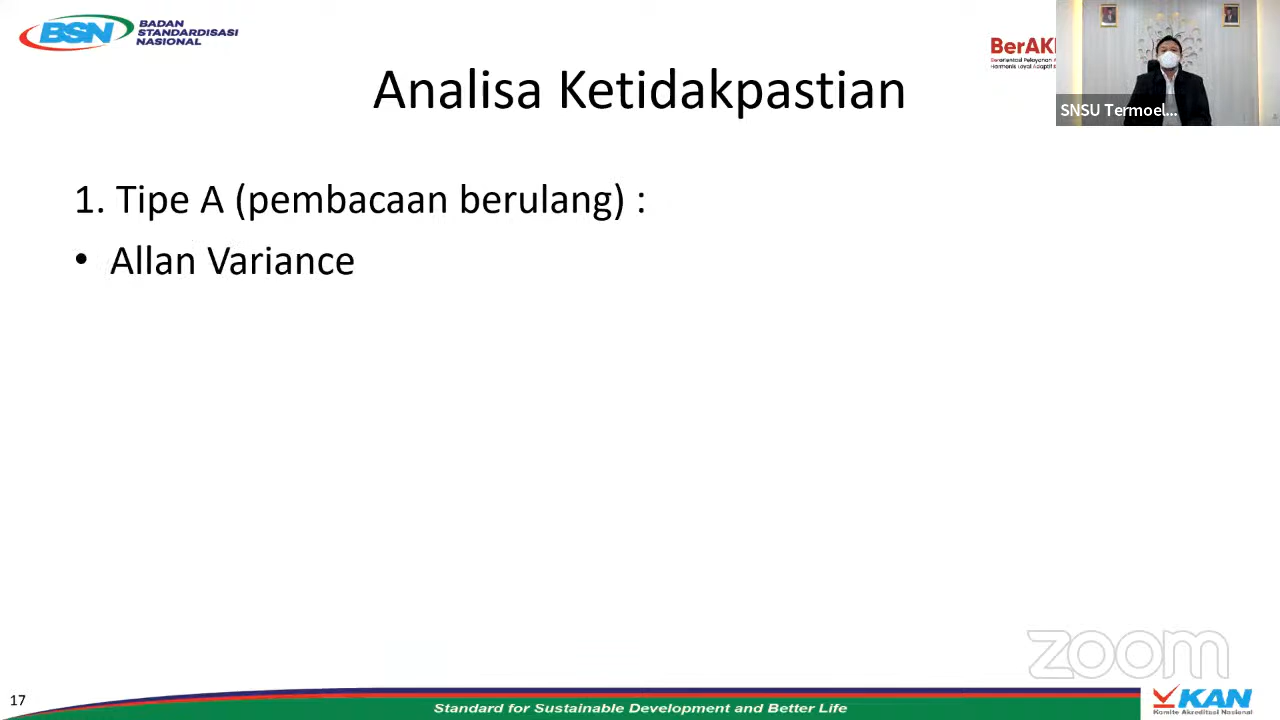 BSN
BADAN
STANDARDISASI
NASIONAL
BerAK
SNSU Termoel...
Analisa Ketidakpastian
1. Tipe A (pembacaan berulang) :
• Allan Variance
zoom
17
Standard for Sustainable Development and Better Life
KAN
Komite Akreditasi Nasional